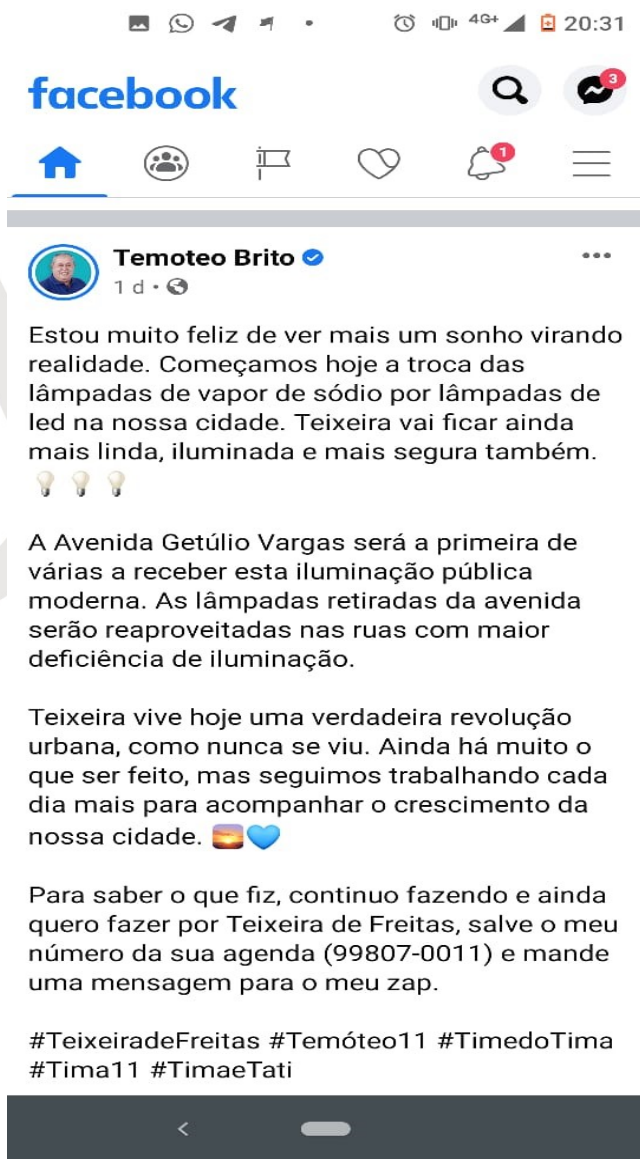 4G+ 20:31
facebook
3
1
Temoteo Brito
1 d •
Estou muito feliz de ver mais um sonho virando
realidade. Começamos hoje a troca das
lâmpadas de vapor de sódio por lâmpadas de
led na nossa cidade. Teixeira vai ficar ainda
mais linda, iluminada e mais segura também.
💡 💡 💡
A Avenida Getúlio Vargas será a primeira de
várias a receber esta iluminação pública
moderna. As lâmpadas retiradas da avenida
serão reaproveitadas nas ruas com maior
deficiência de iluminação.
Teixeira vive hoje uma verdadeira revolução
urbana, como nunca se viu. Ainda há muito o
que ser feito, mas seguimos trabalhando cada
dia mais para acompanhar o crescimento da
nossa cidade. 🌅💙
Para saber o que fiz, continuo fazendo e ainda
quero fazer por Teixeira de Freitas, salve o meu
número da sua agenda (99807-0011) e mande
uma mensagem para o meu zap.
#TeixeiradeFreitas #Temóteo11 #TimedoTima
#Tima11 #TimaeTati